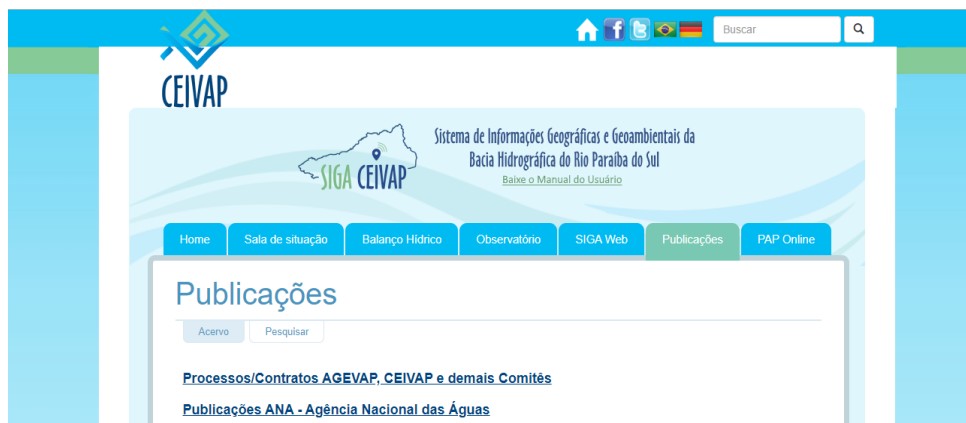 Buscar
CEIVAP
Sistema de Informações Geográficas e Geoambientais da
Bacia Hidrográfica do Rio Paraíba do Sul
SIGA CEIVAP
Baixe o Manual do Usuário
Home Sala de situação Balanço Hídrico Observatório SIGA Web Publicações PAP Online
Publicações
Acervo Pesquisar
Processos/Contratos AGEVAP, CEIVAP e demais Comitês
Publicações ANA - Agência Nacional das Águas